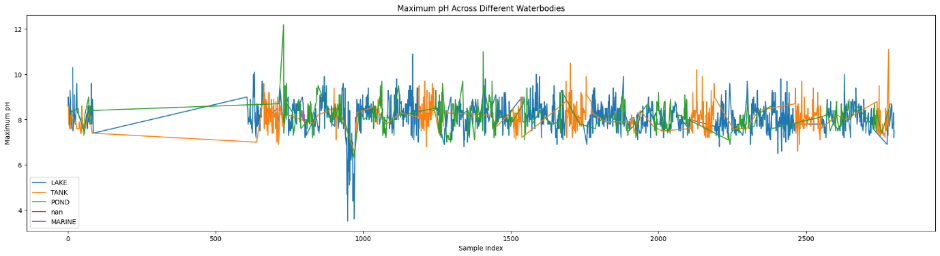 Maximum pH Across Different Waterbodies
12
10
8
6
4
Maximum pH
LAKE
TANK
POND
nan
MARINE
0
500
1000
1500
2000
2500
Sample Index